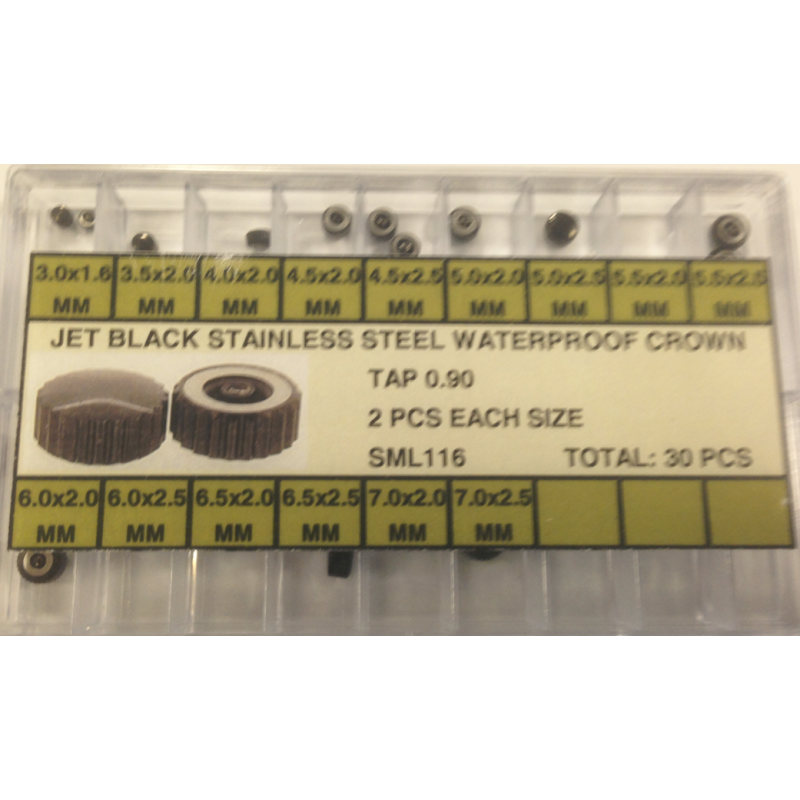 3.0x1.6 3.5x2.0 4.0x2.0 4.5x2.0 4.5x2.5 5.0x2.0 5.0x2.5 5.5x2.0 5.5x2.5
MM MM MM MM MM MM MM MM MM
JET BLACK STAINLESS STEEL WATERPROOF CROWN
TAP 0.90
2 PCS EACH SIZE
SML116 TOTAL: 30 PCS
6.0x2.0 6.0x2.5 6.5x2.0 6.5x2.5 7.0x2.0 7.0x2.5
MM MM MM MM MM MM